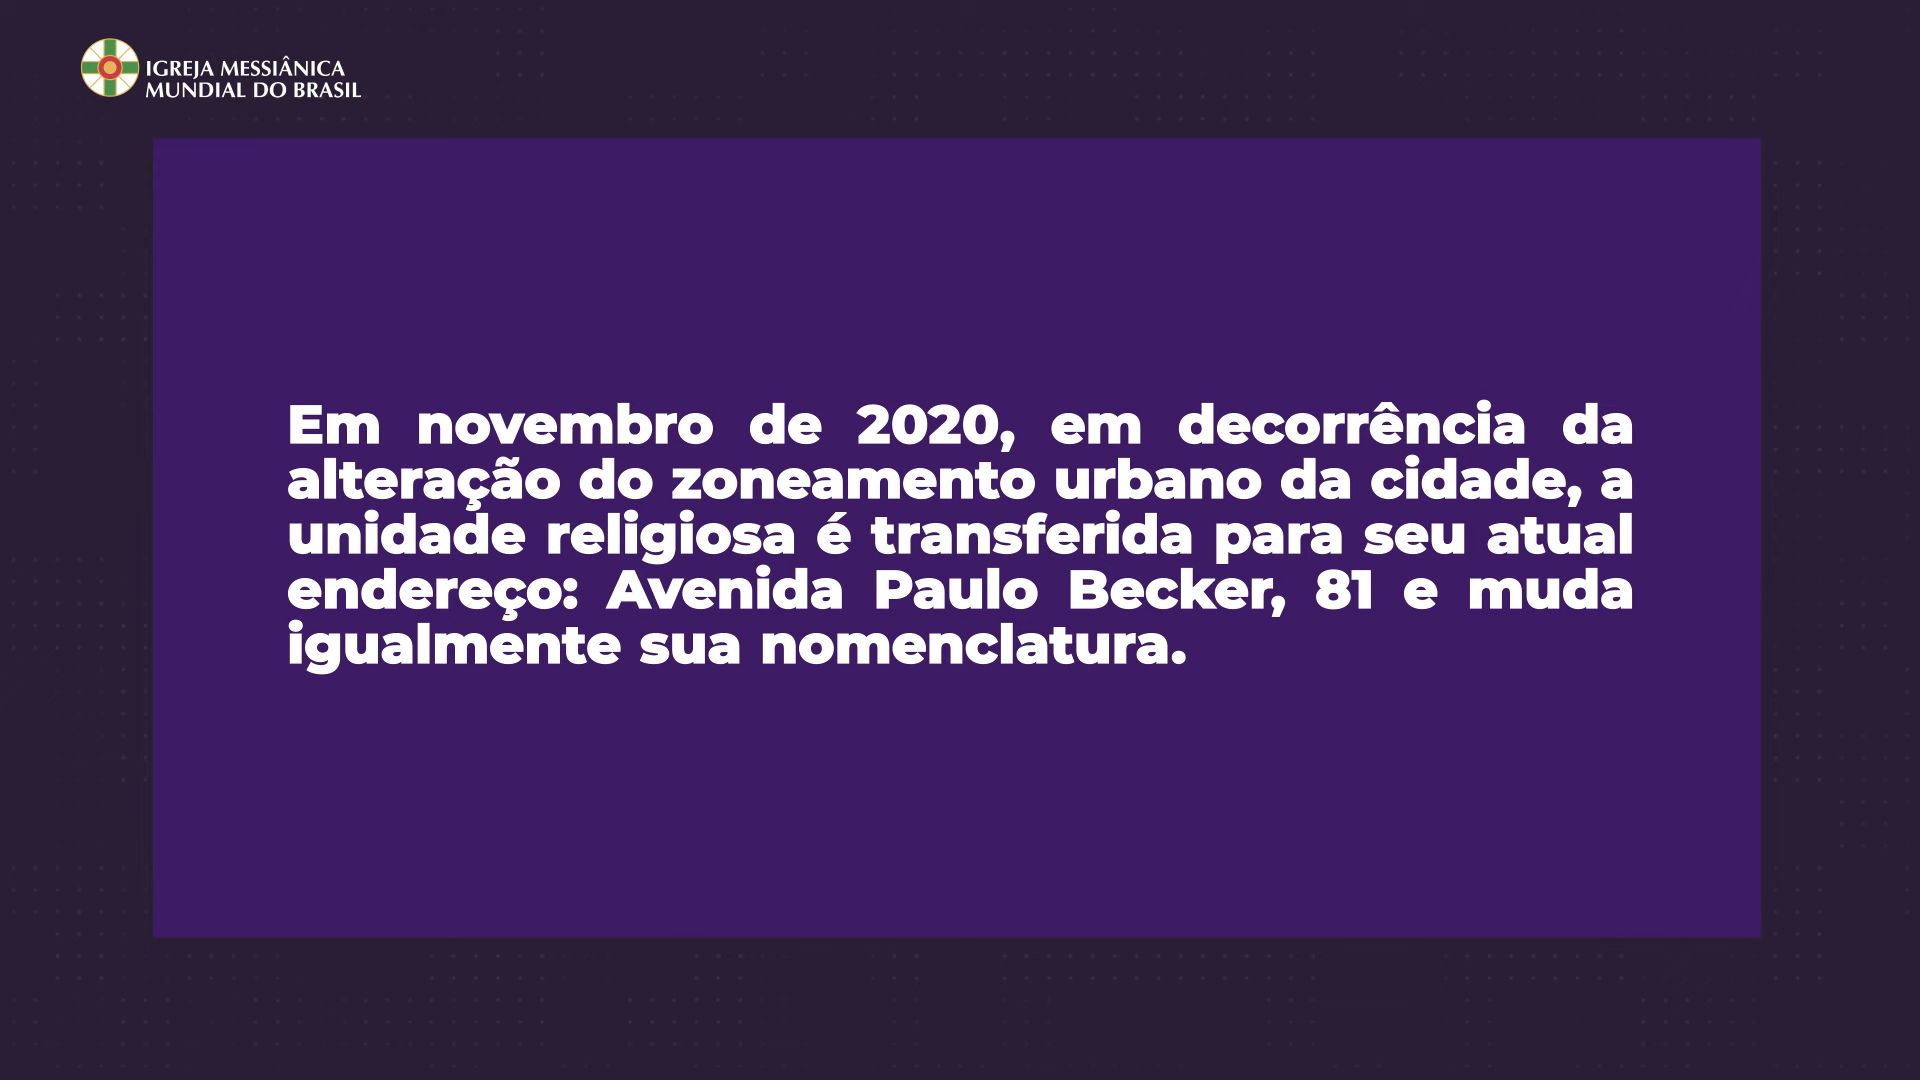 IGREJA MESSIÂNICA
MUNDIAL DO BRASIL
Em novembro de 2020, em decorrência da
alteração do zoneamento urbano da cidade, a
unidade religiosa é transferida para seu atual
endereço: Avenida Paulo Becker, 81 e muda
igualmente sua nomenclatura.